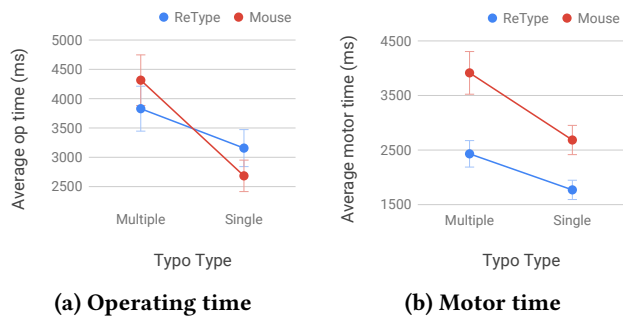 ReType Mouse
Average op time (ms)
5000
4500
4000
3500
3000
2500
Multiple Single
Typo Type
(a) Operating time
ReType Mouse
Average motor time (ms)
4500
3500
2500
1500
Multiple Single
Typo Type
(b) Motor time